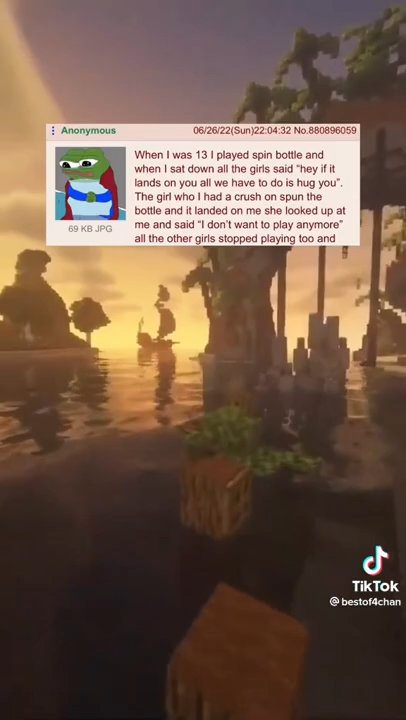 Anonymous 06/26/22(Sun)22:04:32 No.880896059
When I was 13 I played spin bottle and
when I sat down all the girls said “hey if it
lands on you all we have to do is hug you”.
The girl who I had a crush on spun the
bottle and it landed on me she looked up at
me and said “I don’t want to play anymore”
all the other girls stopped playing too and
69 KB JPG
TikTok
@bestof4chan